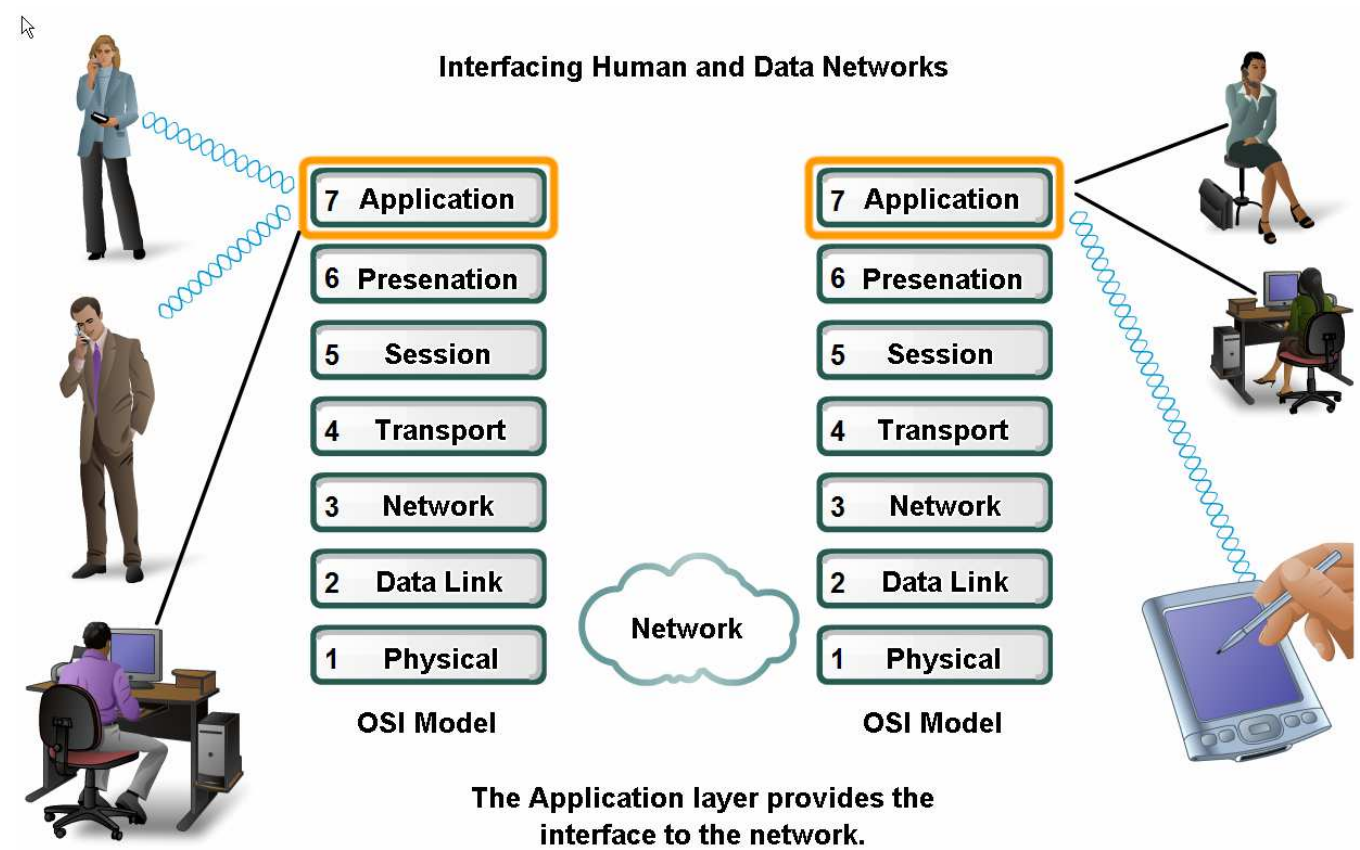 Interfacing Human and Data Networks
7 Application
6 Presenation
5 Session
4 Transport
3 Network
2 Data Link
1 Physical
OSI Model
Network
7 Application
6 Presenation
5 Session
4 Transport
3 Network
2 Data Link
1 Physical
OSI Model
The Application layer provides the
interface to the network.